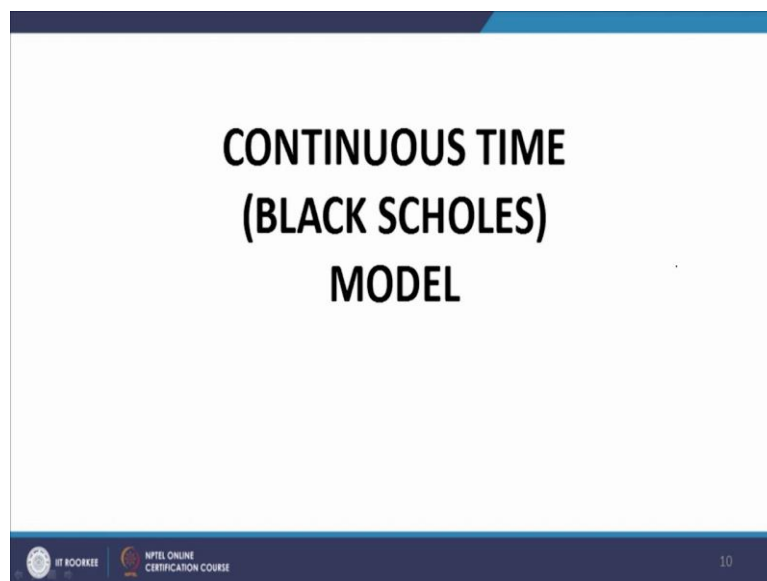 CONTINUOUS TIME
(BLACK SCHOLES)
MODEL
IIT ROORKEE
NPTEL ONLINE
CERTIFICATION COURSE
10